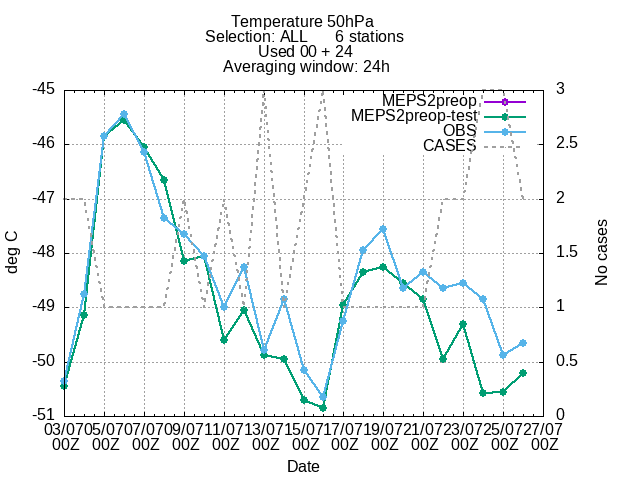 Temperature 50hPa
Selection: ALL 6 stations
Used 00 + 24
Averaging window: 24h
MEPS2preop
MEPS2preop-test
OBS
CASES
-45
-46
-47
-48
-49
-50
-51
deg C
3
2.5
2
1.5
1
0.5
0
No cases
03/07 05/07 07/07 09/07 11/07 13/07 15/07 17/07 19/07 21/07 23/07 25/07 27/07
00Z 00Z 00Z 00Z 00Z 00Z 00Z 00Z 00Z 00Z 00Z 00Z 00Z
Date